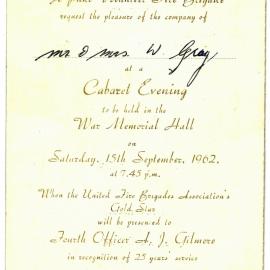 Volunteer Fire Brigade
request the pleasure of the company of
Mr & Mrs W. Gray
at a
Cabaret Evening
to be held in the
War Memorial Hall
on
Saturday, 15th September, 1962,
at 7.45 p.m.
When the United Fire Brigades Association's
Gold Star
will be presented to
Fourth Officer A. J. Gilmore
in recognition of 25 years' service